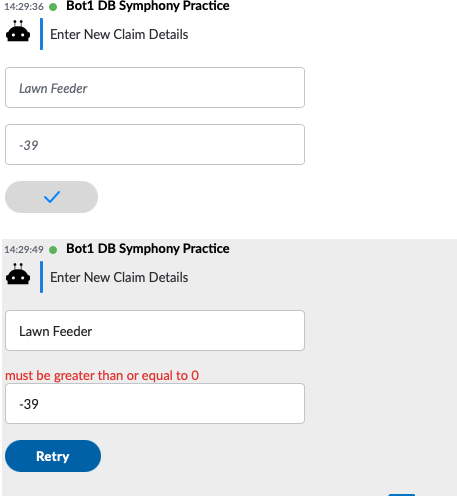 14:29:36 Bot1 DB Symphony Practice
Enter New Claim Details
Lawn Feeder
-39
14:29:49 Bot1 DB Symphony Practice
Enter New Claim Details
Lawn Feeder
must be greater than or equal to 0
-39
Retry